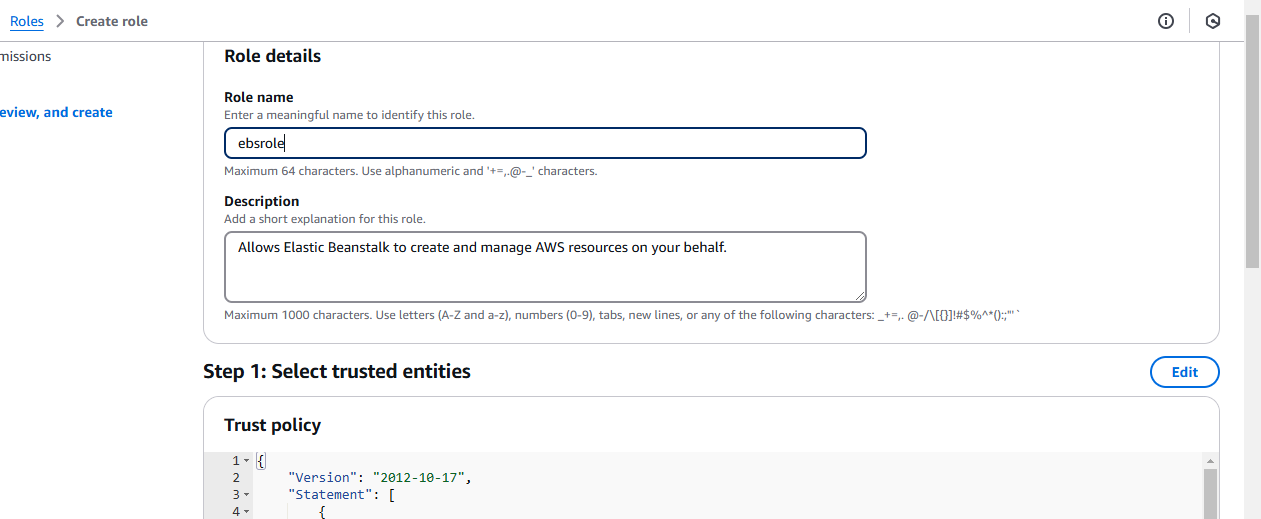 Roles > Create role
missions
Role details
eview, and create
Role name
Enter a meaningful name to identify this role.
ebsrole
Maximum 64 characters. Use alphanumeric and '+=,.@-_' characters.
Description
Add a short explanation for this role.
Allows Elastic Beanstalk to create and manage AWS resources on your behalf.
Maximum 1000 characters. Use letters (A-Z and a-z), numbers (0-9), tabs, new lines, or any of the following characters: _+=,. @-/\[{}]!#$%^*();:"'`
Step 1: Select trusted entities
Edit
Trust policy
1 {
2 "Version": "2012-10-17",
3 "Statement": [
4 {